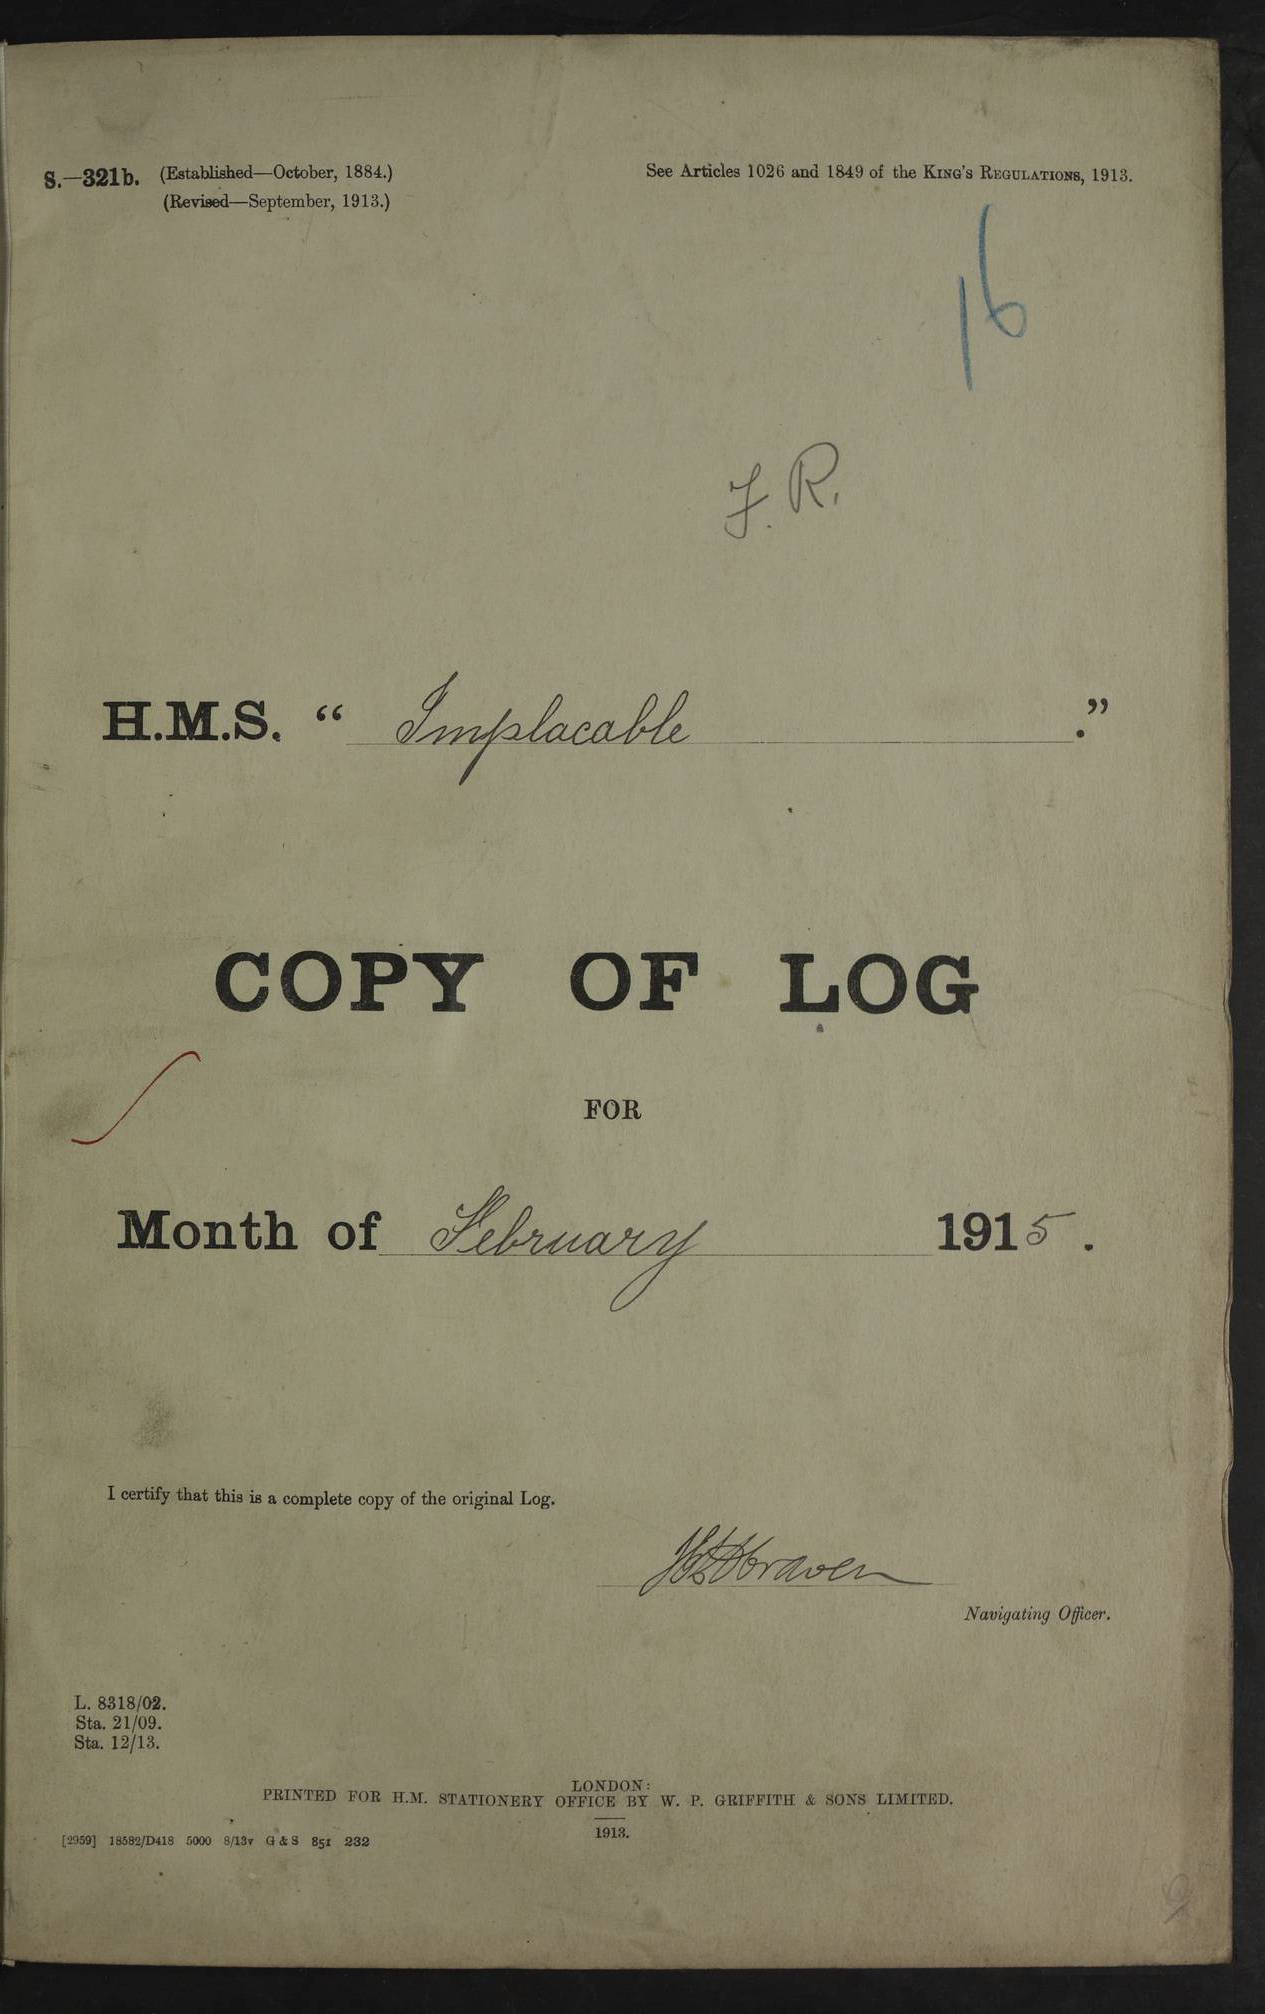 S.—321b. (Established—October, 1884.)
(Revised—September, 1913.)
See Articles 1026 and 1849 of the KING'S REGULATIONS, 1913.
16
F. R.
H.M.S. “ Implacable .”
COPY OF LOG
FOR
Month of February 1915.
I certify that this is a complete copy of the original Log.
Navigating Officer.
L. 8318/02.
Sta. 21/09.
Sta. 12/13.
LONDON:
PRINTED FOR H.M. STATIONERY OFFICE BY W. P. GRIFFITH & SONS LIMITED.
1913.
[2959] 18582/D418 5000 8/13v G & S 851 232